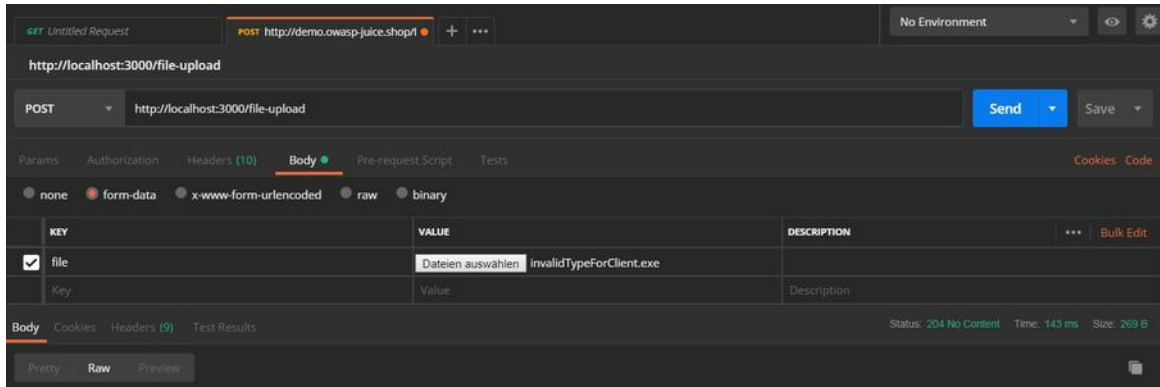 GET Untitled Request POST http://demo.owasp-juice.shop/f + ••• No Environment
http://localhost:3000/file-upload
POST http://localhost:3000/file-upload Send Save
Params Authorization Headers (10) Body Pre-request Script Tests Cookies Code
none form-data x-www-form-urlencoded raw binary
KEY VALUE DESCRIPTION ••• Bulk Edit
file Dateien auswählen invalidTypeForClient.exe
Key Value Description
Body Cookies Headers (9) Test Results Status: 204 No Content Time: 143 ms Size: 269 B
Pretty Raw Preview